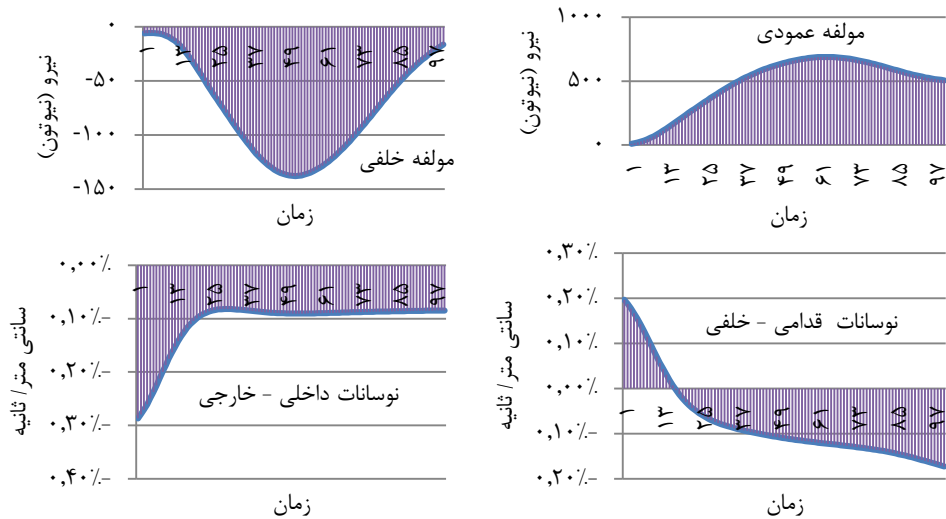 ۱۰۰۰
۵۰۰
۰
نیرو (نیوتون)
مولفه عمودی
۱ ۱۳ ۲۵ ۳۷ ۴۹ ۶۱ ۷۳ ۸۵ ۹۷
زمان
۰
-۵۰
-۱۰۰
-۱۵۰
نیرو (نیوتون)
۱ ۱۳ ۲۵ ۳۷ ۴۹ ۶۱ ۷۳ ۸۵ ۹۷
مولفه خلفی
زمان
۰,۳۰٪
۰,۲۰٪
۰,۱۰٪
۰,۰۰٪
۰,۱۰٪-
۰,۲۰٪-
سانتی متر/ ثانیه
نوسانات قدامی - خلفی
۱ ۱۳ ۲۵ ۳۷ ۴۹ ۶۱ ۷۳ ۸۵ ۹۷
زمان
۰,۰۰٪
۰,۱۰٪-
۰,۲۰٪-
۰,۳۰٪-
۰,۴۰٪-
سانتی متر/ ثانیه
۱ ۱۳ ۲۵ ۳۷ ۴۹ ۶۱ ۷۳ ۸۵ ۹۷
نوسانات داخلی - خارجی
زمان